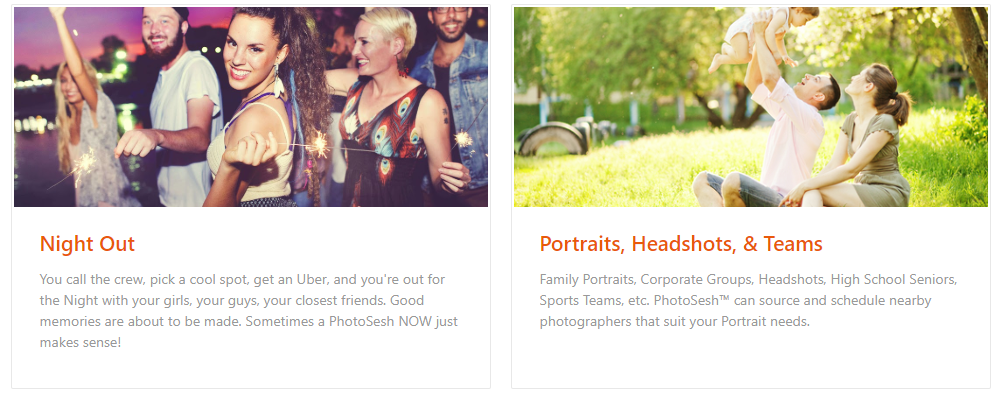 Night Out
You call the crew, pick a cool spot, get an Uber, and you're out for
the Night with your girls, your guys, your closest friends. Good
memories are about to be made. Sometimes a PhotoSesh NOW just
makes sense!
Portraits, Headshots, & Teams
Family Portraits, Corporate Groups, Headshots, High School Seniors,
Sports Teams, etc. PhotoSesh™ can source and schedule nearby
photographers that suit your Portrait needs.